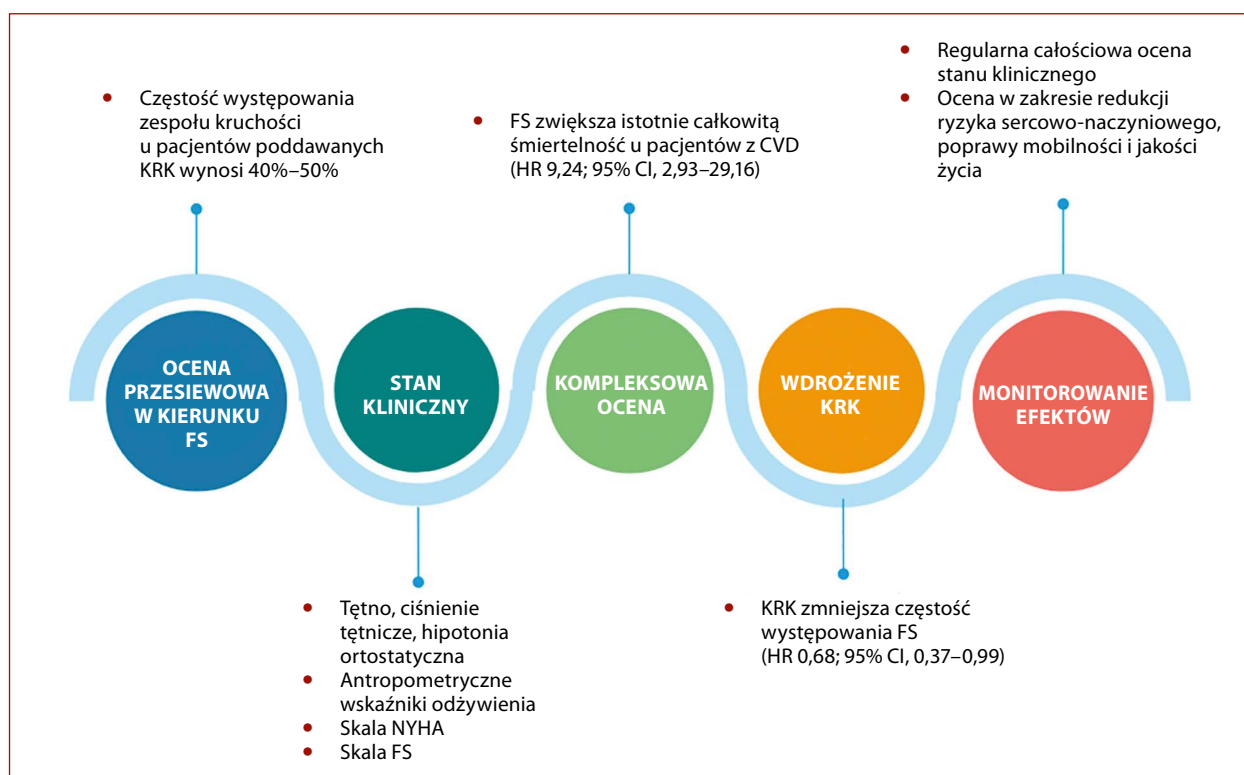 • Częstość występowania
zespołu kruchości
u pacjentów poddawanych
KRK wynosi 40%–50%
• FS zwiększa istotnie całkowitą
śmiertelność u pacjentów z CVD
(HR 9,24; 95% CI, 2,93–29,16)
• Regularna całościowa ocena
stanu klinicznego
• Ocena w zakresie redukcji
ryzyka sercowo-naczyniowego,
poprawy mobilności i jakości
życia
OCENA
PRZESIEWOWA
W KIERUNKU
FS
STAN
KLINICZNY
KOMPLEKSOWA
OCENA
WDROŻENIE
KRK
MONITOROWANIE
EFEKTÓW
• Tętno, ciśnienie
tętnicze, hipotonia
ortostatyczna
• Antropometryczne
wskaźniki odżywienia
• Skala NYHA
• Skala FS
• KRK zmniejsza częstość
występowania FS
(HR 0,68; 95% CI, 0,37–0,99)